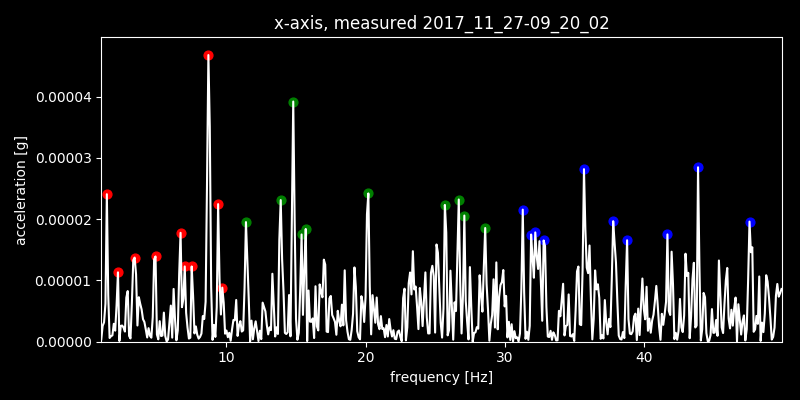 x-axis, measured 2017_11_27-09_20_02
acceleration [g]
0.00004
0.00003
0.00002
0.00001
0.00000
10 20 30 40
frequency [Hz]